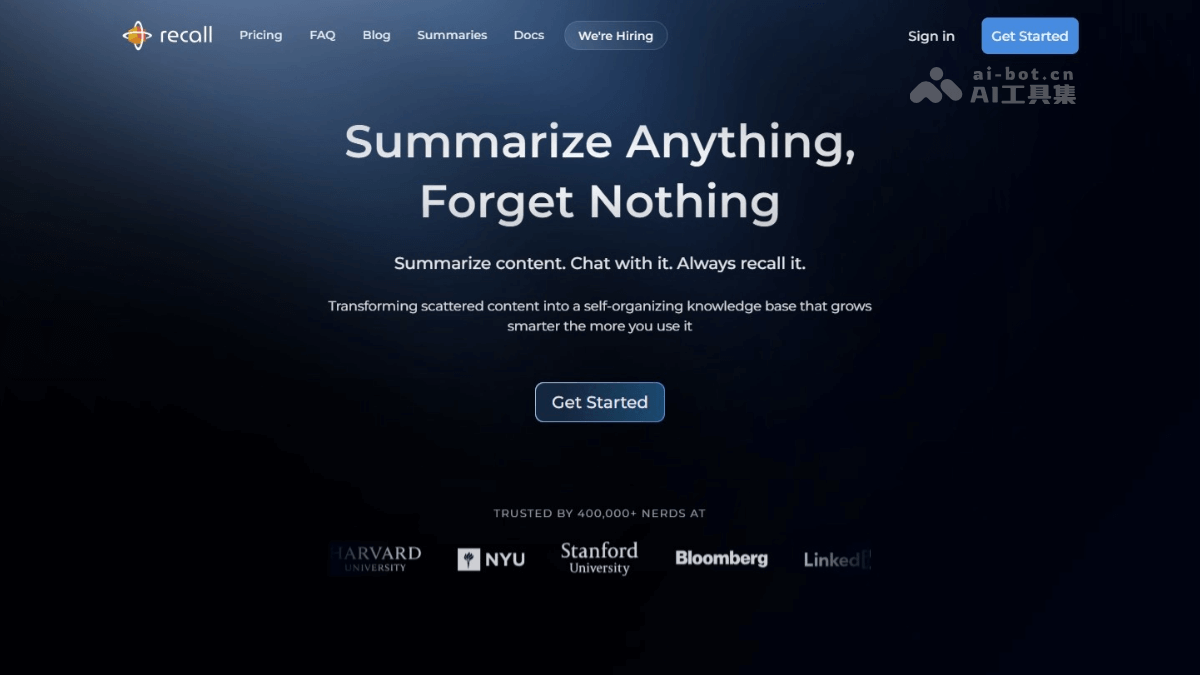 recall Pricing FAQ Blog Summaries Docs We're Hiring Sign in Get Started
ai-bot.cn
AI工具集
Summarize Anything,
Forget Nothing
Summarize content. Chat with it. Always recall it.
Transforming scattered content into a self-organizing knowledge base that grows
smarter the more you use it
Get Started
TRUSTED BY 400,000+ NERDS AT
HARVARD UNIVERSITY NYU Stanford University Bloomberg Linked